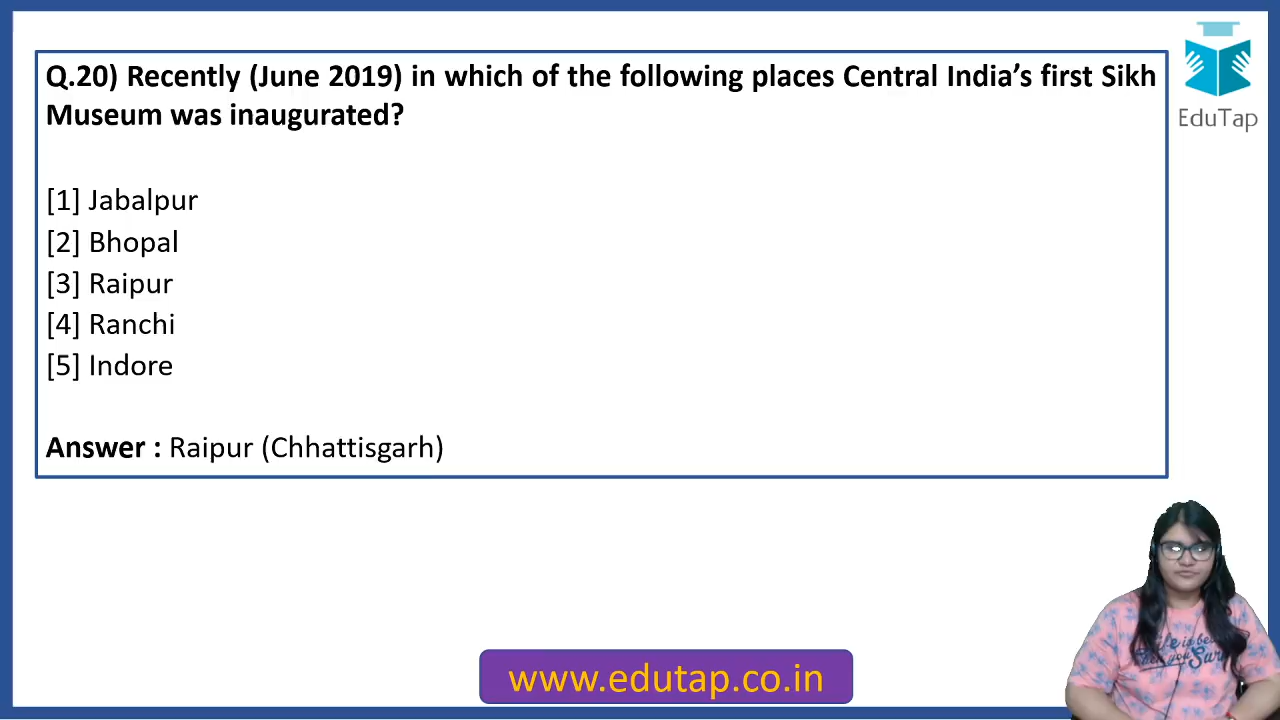 Q.20) Recently (June 2019) in which of the following places Central India’s first Sikh
Museum was inaugurated?
[1] Jabalpur
[2] Bhopal
[3] Raipur
[4] Ranchi
[5] Indore
Answer : Raipur (Chhattisgarh)
EduTap
www.edutap.co.in